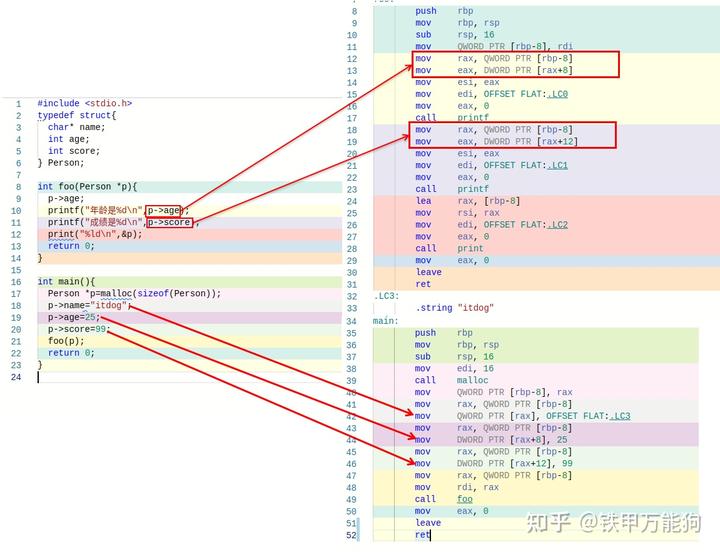 1 #include <stdio.h>
2 typedef struct{
3 char* name;
4 int age;
5 int score;
6 } Person;
7
8 int foo(Person *p){
9 p->age;
10 printf("年龄是%d\n",p->age);
11 printf("成绩是%d\n",p->score);
12 print("%ld\n",&p);
13 return 0;
14 }
15
16 int main(){
17 Person *p=malloc(sizeof(Person));
18 p->name="itdog";
19 p->age=25;
20 p->score=99;
21 foo(p);
22 return 0;
23 }
24
8 push rbp
9 mov rbp, rsp
10 sub rsp, 16
11 mov QWORD PTR [rbp-8], rdi
12 mov rax, QWORD PTR [rbp-8]
13 mov eax, DWORD PTR [rax+8]
14 mov esi, eax
15 mov edi, OFFSET FLAT:.LC0
16 mov eax, 0
17 call printf
18 mov rax, QWORD PTR [rbp-8]
19 mov eax, DWORD PTR [rax+12]
20 mov esi, eax
21 mov edi, OFFSET FLAT:.LC1
22 mov eax, 0
23 call printf
24 lea rax, [rbp-8]
25 mov rsi, rax
26 mov edi, OFFSET FLAT:.LC2
27 mov eax, 0
28 call print
29 mov eax, 0
30 leave
31 ret
32 .LC3:
33 .string "itdog"
34 main:
35 push rbp
36 mov rbp, rsp
37 sub rsp, 16
38 mov edi, 16
39 call malloc
40 mov QWORD PTR [rbp-8], rax
41 mov rax, QWORD PTR [rbp-8]
42 mov QWORD PTR [rax], OFFSET FLAT:.LC3
43 mov rax, QWORD PTR [rbp-8]
44 mov DWORD PTR [rax+8], 25
45 mov rax, QWORD PTR [rbp-8]
46 mov DWORD PTR [rax+12], 99
47 mov rax, QWORD PTR [rbp-8]
48 mov rdi, rax
49 call foo
50 mov eax, 0
51 leave
52 ret
知乎 @铁甲万能狗